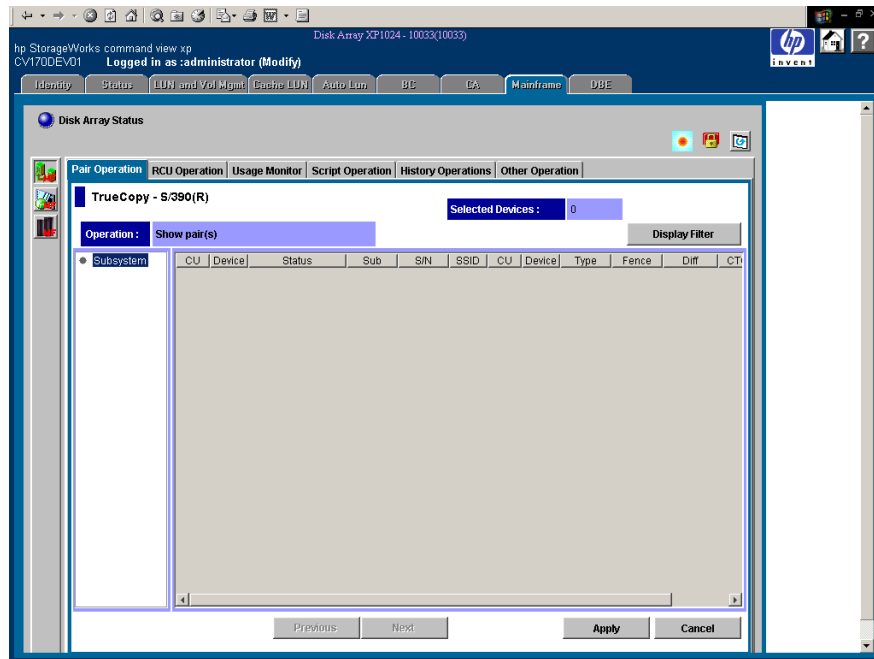 Disk Array XP1024 - 10033(10033)
hp StorageWorks command view xp
CV170DEV01 Logged in as :administrator (Modify)
hp
invent
?
Identity Status LUN and Vol Mgmt Cache LUN Auto Lun BC CA Mainframe DBE
Disk Array Status
Pair Operation RCU Operation Usage Monitor Script Operation History Operations Other Operation
TrueCopy - S/390(R)
Selected Devices : 0
Operation : Show pair(s)
Display Filter
Subsystem
CU Device Status Sub S/N SSID CU Device Type Fence Diff CT
Previous Next Apply Cancel